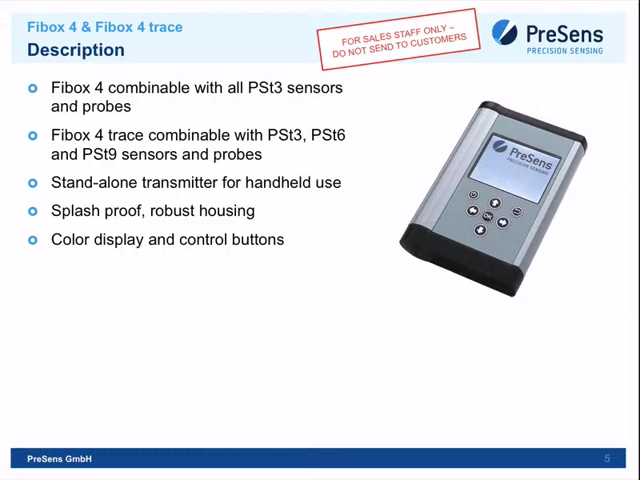 Fibox 4 & Fibox 4 trace
Description
FOR SALES STAFF ONLY –
DO NOT SEND TO CUSTOMERS
PreSens
PRECISION SENSING
Fibox 4 combinable with all PSt3 sensors
and probes
Fibox 4 trace combinable with PSt3, PSt6
and PSt9 sensors and probes
Stand-alone transmitter for handheld use
Splash proof, robust housing
Color display and control buttons
PreSens
PRECISION SENSING
OK
PreSens GmbH
5